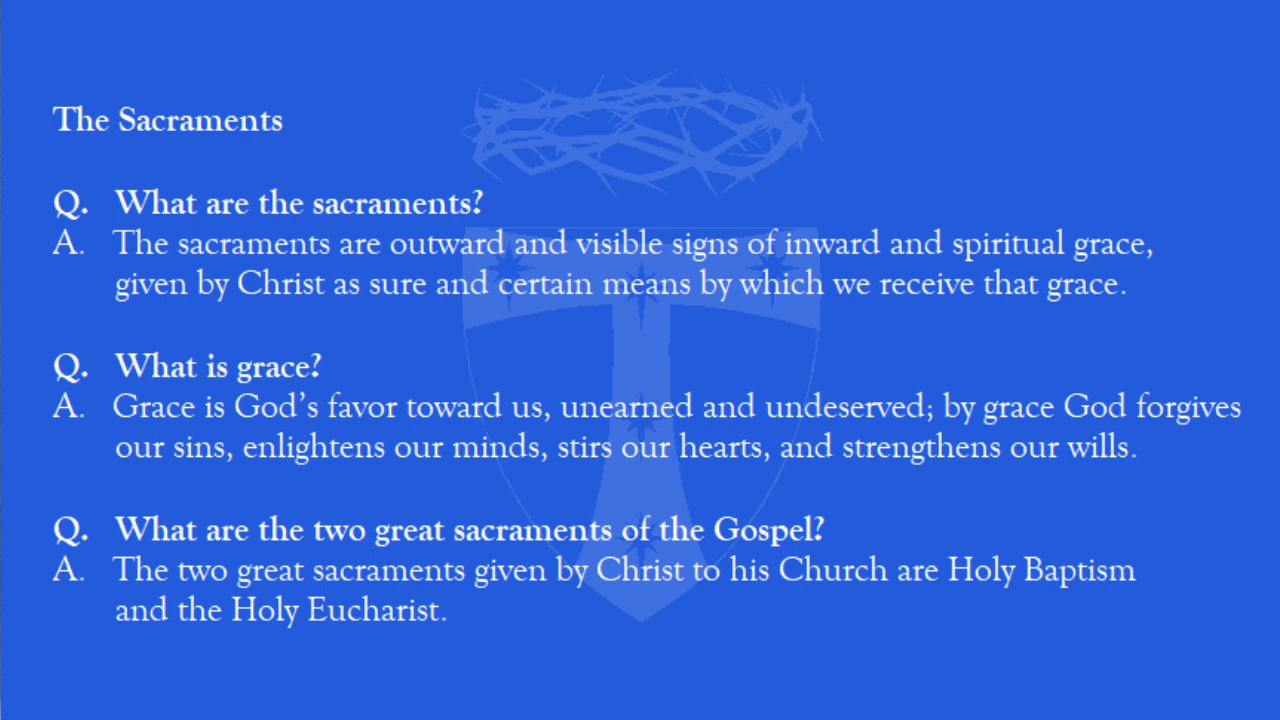 The Sacraments
Q. What are the sacraments?
A. The sacraments are outward and visible signs of inward and spiritual grace,
given by Christ as sure and certain means by which we receive that grace.
Q. What is grace?
A. Grace is God’s favor toward us, unearned and undeserved; by grace God forgives
our sins, enlightens our minds, stirs our hearts, and strengthens our wills.
Q. What are the two great sacraments of the Gospel?
A. The two great sacraments given by Christ to his Church are Holy Baptism
and the Holy Eucharist.